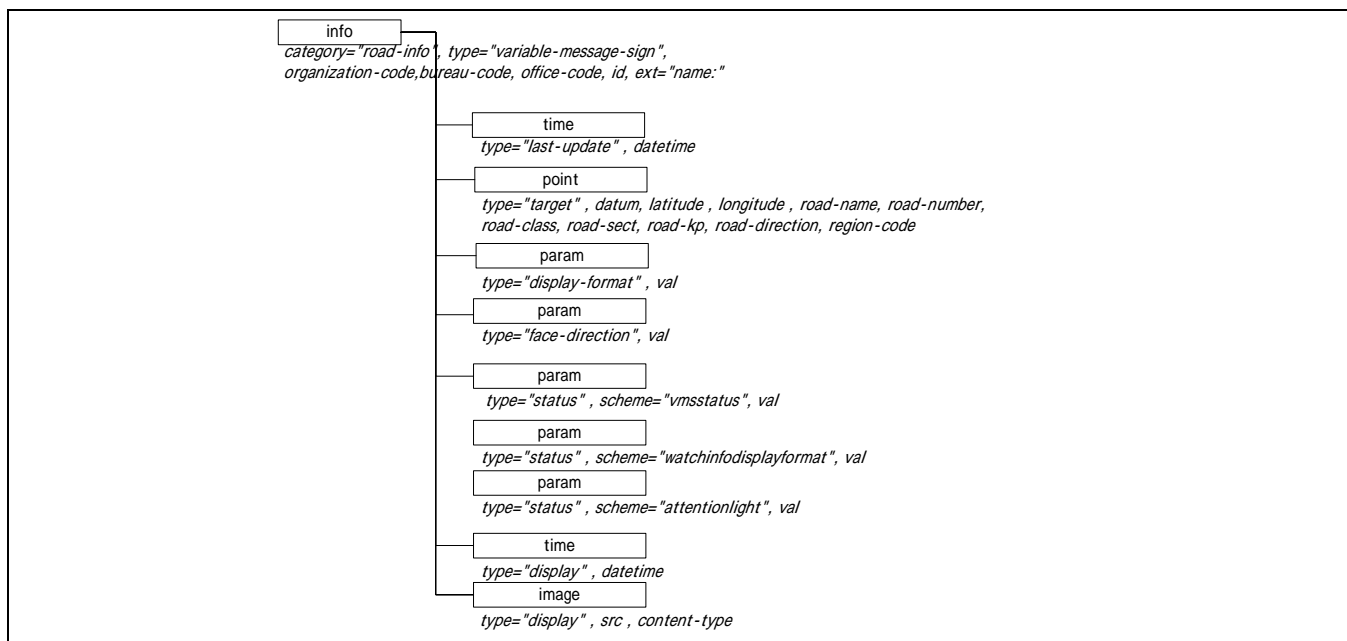 info
category="road-info", type="variable-message-sign",
organization-code,bureau-code, office-code, id, ext="name:"
time
type="last-update" , datetime
point
type="target" , datum, latitude , longitude , road-name, road-number,
road-class, road-sect, road-kp, road-direction, region-code
param
type="display-format" , val
param
type="face-direction", val
param
type="status" , scheme="vmsstatus", val
param
type="status" , scheme="watchinfodisplayformat", val
param
type="status" , scheme="attentionlight", val
time
type="display" , datetime
image
type="display" , src , content-type